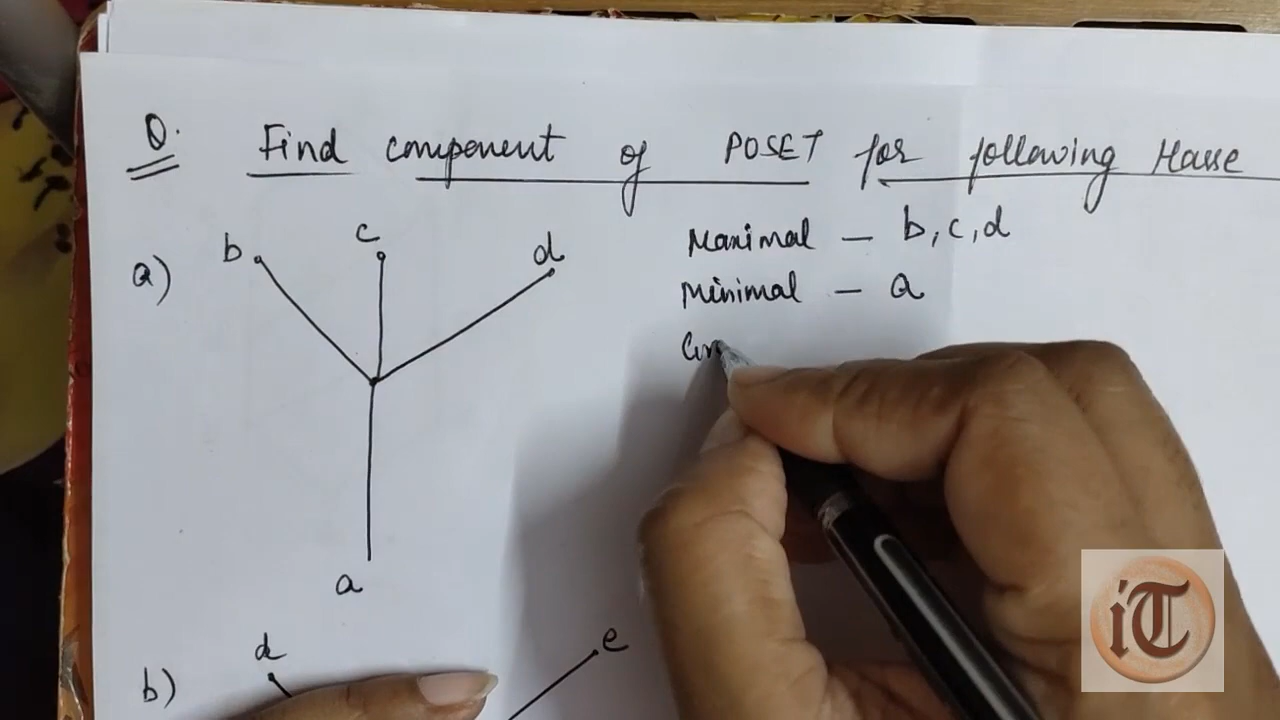 Q. Find component of POSET for following Hasse
a)
b
c
d
a
Maximal — b, c, d
Minimal — a
b)
d
e
iT